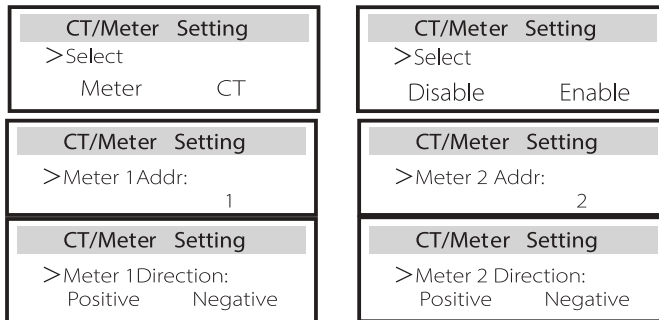 CT/Meter Setting
>Select
Meter CT
CT/Meter Setting
>Select
Disable Enable
CT/Meter Setting
>Meter 1Addr:
1
CT/Meter Setting
>Meter 2 Addr:
2
CT/Meter Setting
>Meter 1Direction:
Positive Negative
CT/Meter Setting
>Meter 2 Direction:
Positive Negative